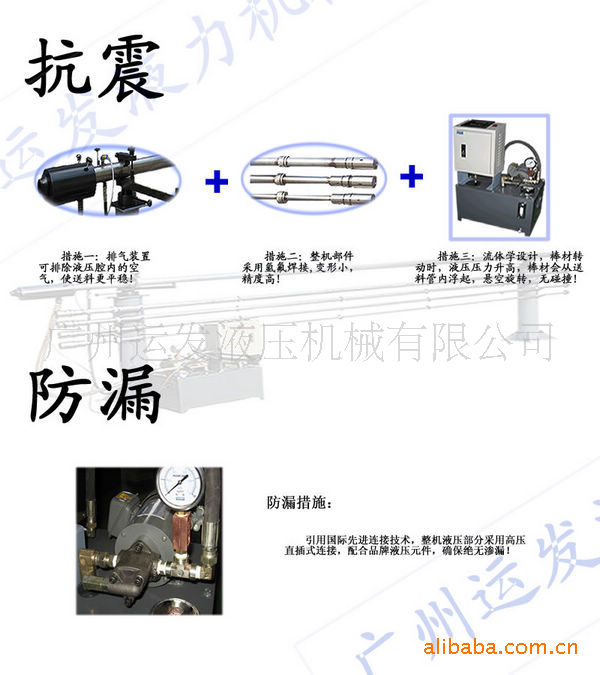 抗震
措施一：排气装置
可排除液压腔内的空
气，使送料更平稳！
措施二：整机部件
采用氩氟焊接,变形小，
精度高！
措施三：流体学设计，棒材转
动时，液压压力升高，棒材会从送
料管内浮起，悬空旋转，无碰撞！
广州运发液压机械有限公司
防漏
防漏措施：
引用国际先进连接技术，整机液压部分采用高压
直插式连接，配合品牌液压元件，确保绝无渗漏！
alibaba.com.cn